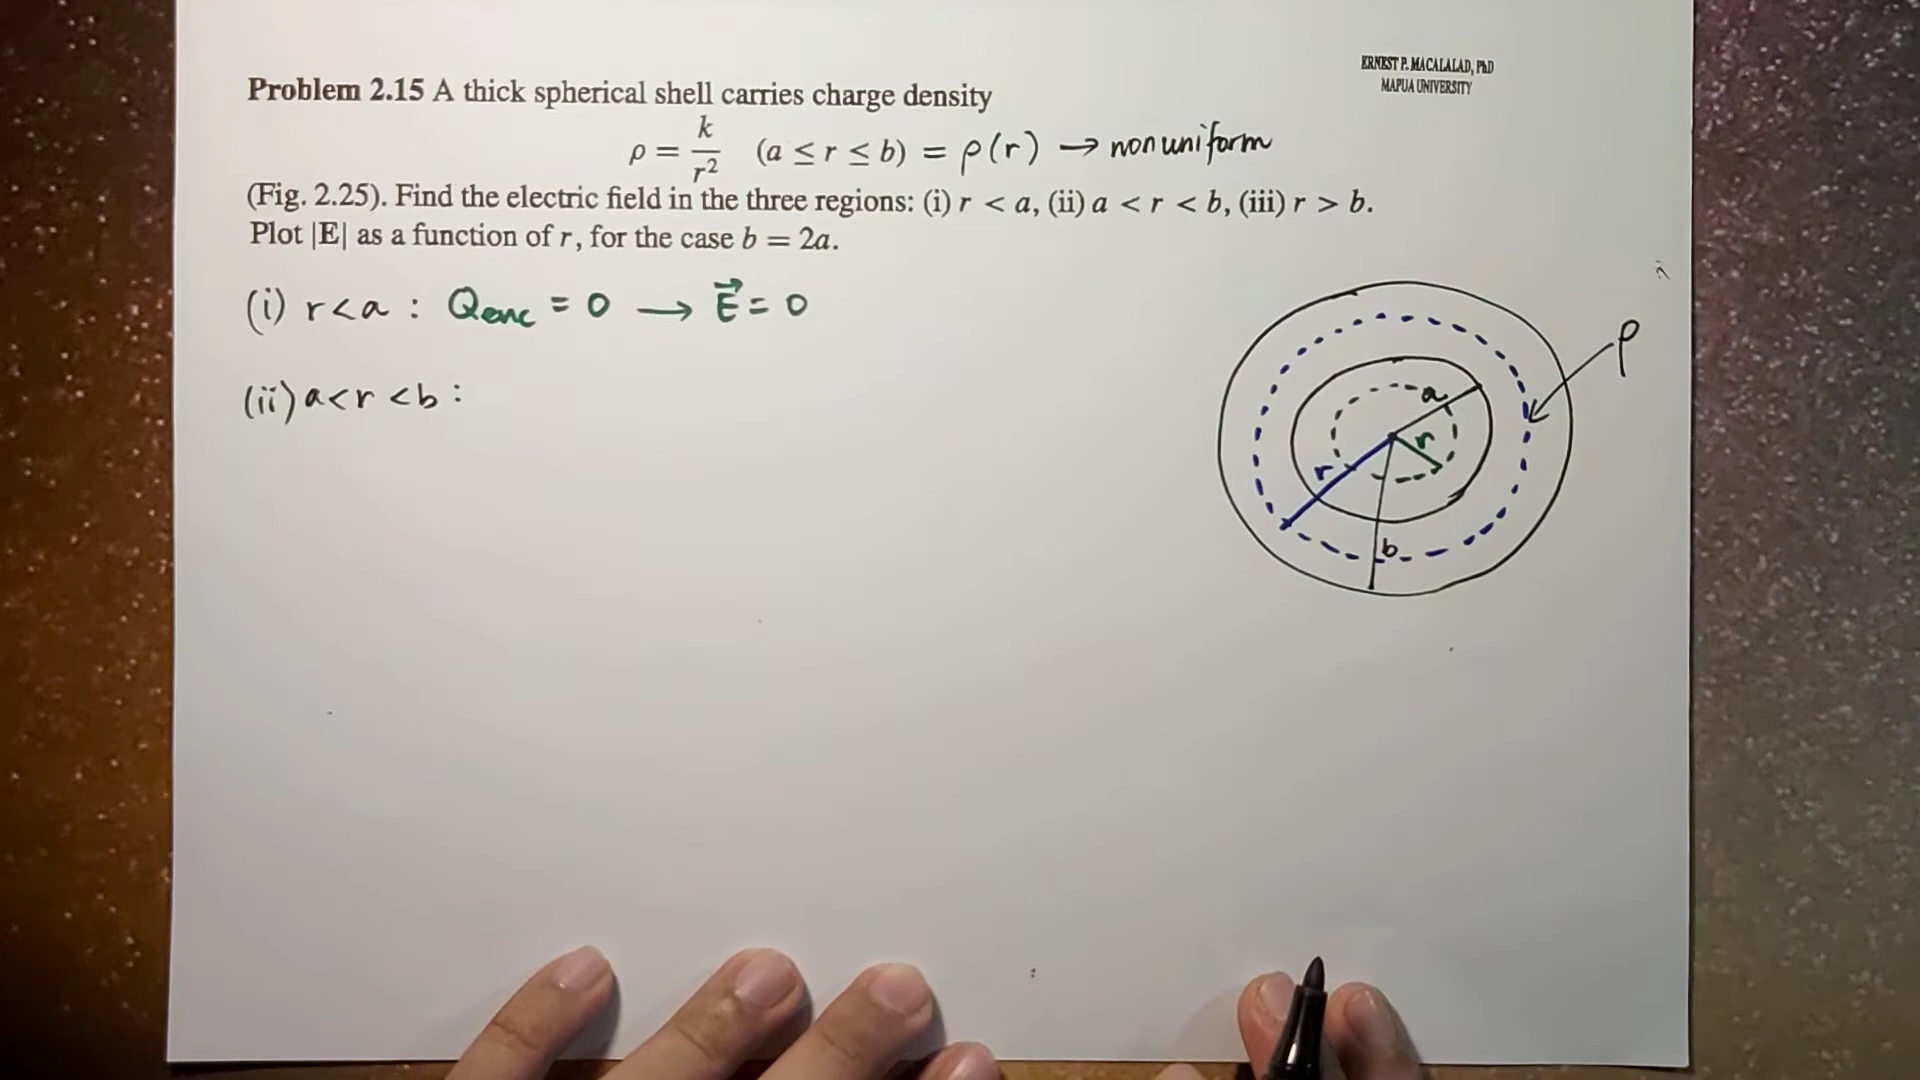 ERNEST P. MACALALAD, PhD
MAPUA UNIVERSITY
Problem 2.15 A thick spherical shell carries charge density
ρ = k/r² (a ≤ r ≤ b) = ρ(r) → nonuniform
(Fig. 2.25). Find the electric field in the three regions: (i) r < a, (ii) a < r < b, (iii) r > b.
Plot |E| as a function of r, for the case b = 2a.
(i) r < a : Qenc = 0 → E⃗ = 0
(ii) a < r < b :
ρ
a
r
r
b